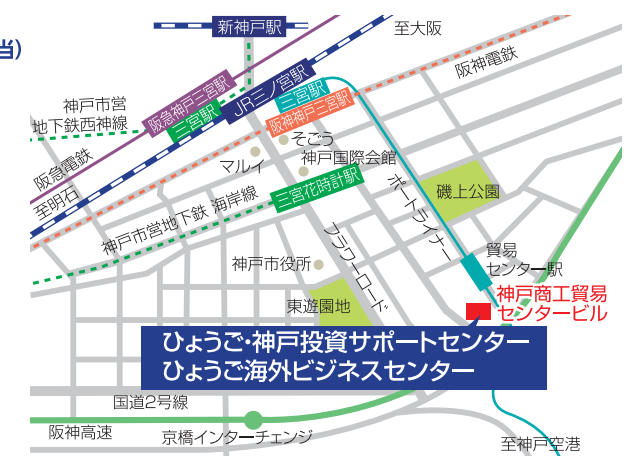 当)
新神戸駅
至大阪
阪神電鉄
神戸市営
地下鉄西神線
阪急神戸三宮駅
三宮駅
JR三ノ宮駅
三宮駅
阪神神戸三宮駅
そごう
マルイ
神戸国際会館
阪急電鉄
至明石
三宮花時計駅
神戸市営地下鉄 海岸線
ポートライナー
磯上公園
フラワーロード
神戸市役所
貿易
センター駅
東遊園地
神戸商工貿易
センタービル
ひょうご・神戸投資サポートセンター
ひょうご海外ビジネスセンター
国道2号線
阪神高速
京橋インターチェンジ
至神戸空港